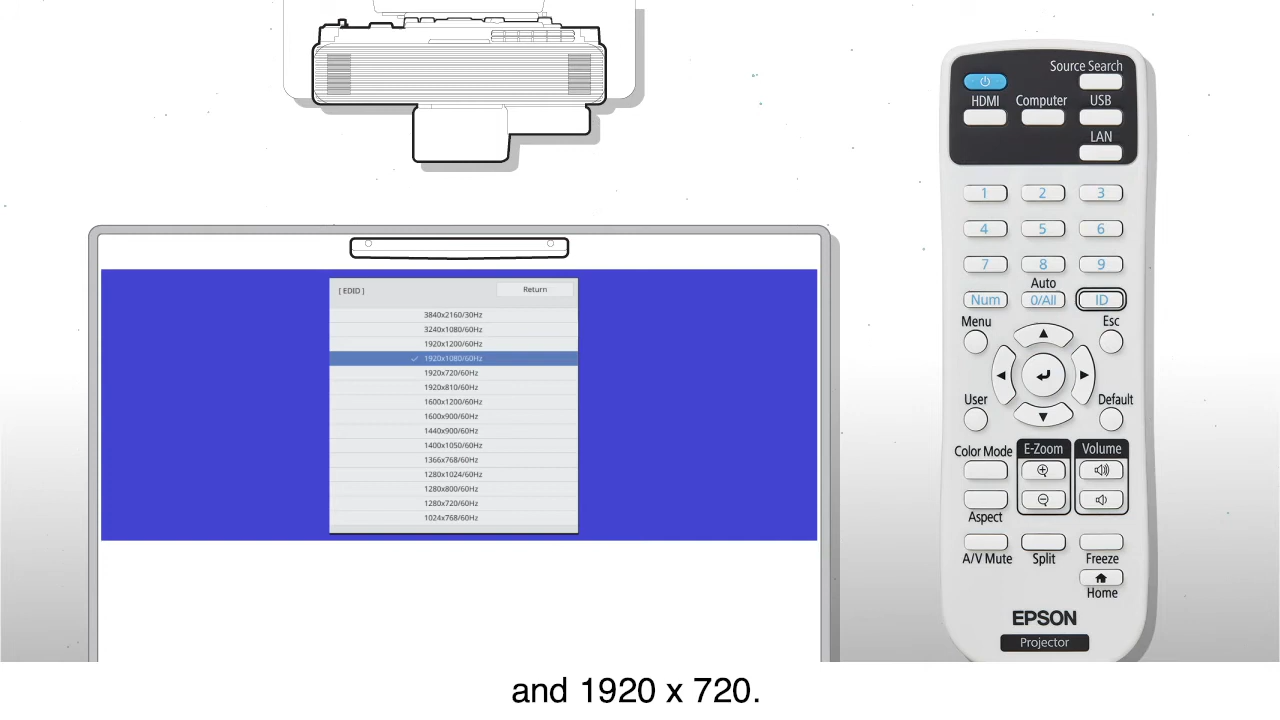 [ EDID ]
Return
3840x2160/30Hz
3240x1080/60Hz
1920x1200/60Hz
1920x1080/60Hz
1920x720/60Hz
1920x810/60Hz
1600x1200/60Hz
1600x900/60Hz
1440x900/60Hz
1400x1050/60Hz
1366x768/60Hz
1280x1024/60Hz
1280x800/60Hz
1280x720/60Hz
1024x768/60Hz
Source Search
HDMI Computer USB
LAN
1 2 3
4 5 6
7 8 9
Auto
Num 0/All ID
Menu Esc
User Default
Color Mode E-Zoom Volume
Aspect
A/V Mute Split Freeze
Home
EPSON
Projector
and 1920 x 720.